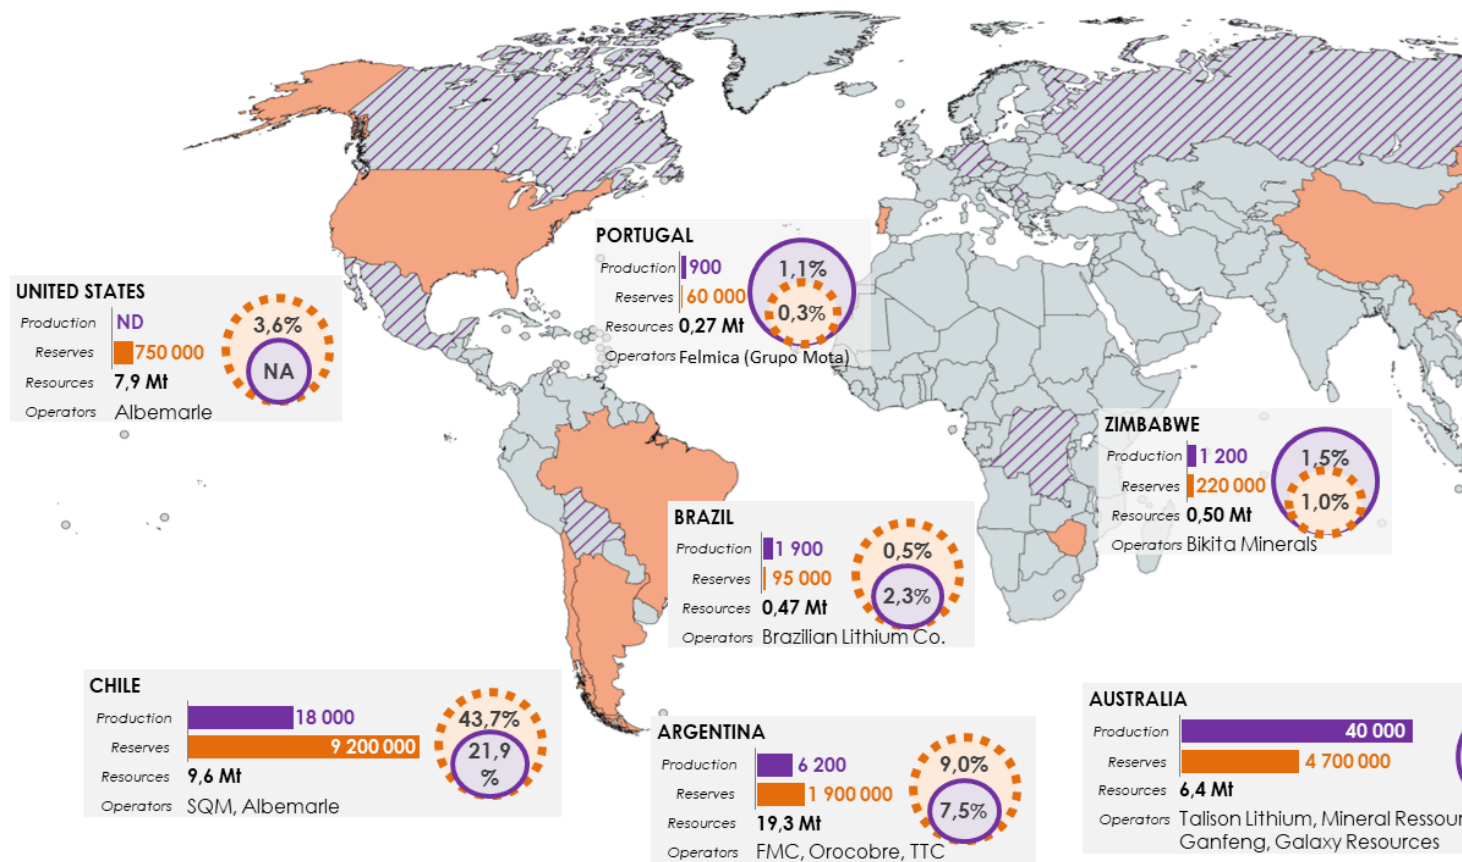 PORTUGAL
Production 900
Reserves 60 000
Resources 0,27 Mt
Operators Felmica (Grupo Mota)
1,1%
0,3%
UNITED STATES
Production ND
Reserves 750 000
Resources 7,9 Mt
Operators Albemarle
3,6%
NA
ZIMBABWE
Production 1 200
Reserves 220 000
Resources 0,50 Mt
Operators Bikita Minerals
1,5%
1,0%
BRAZIL
Production 1 900
Reserves 95 000
Resources 0,47 Mt
Operators Brazilian Lithium Co.
0,5%
2,3%
CHILE
Production 18 000
Reserves 9 200 000
Resources 9,6 Mt
Operators SQM, Albemarle
43,7%
21,9
%
ARGENTINA
Production 6 200
Reserves 1 900 000
Resources 19,3 Mt
Operators FMC, Orocobre, TTC
9,0%
7,5%
AUSTRALIA
Production 40 000
Reserves 4 700 000
Resources 6,4 Mt
Operators Talison Lithium, Mineral Ressour
Ganfeng, Galaxy Resources